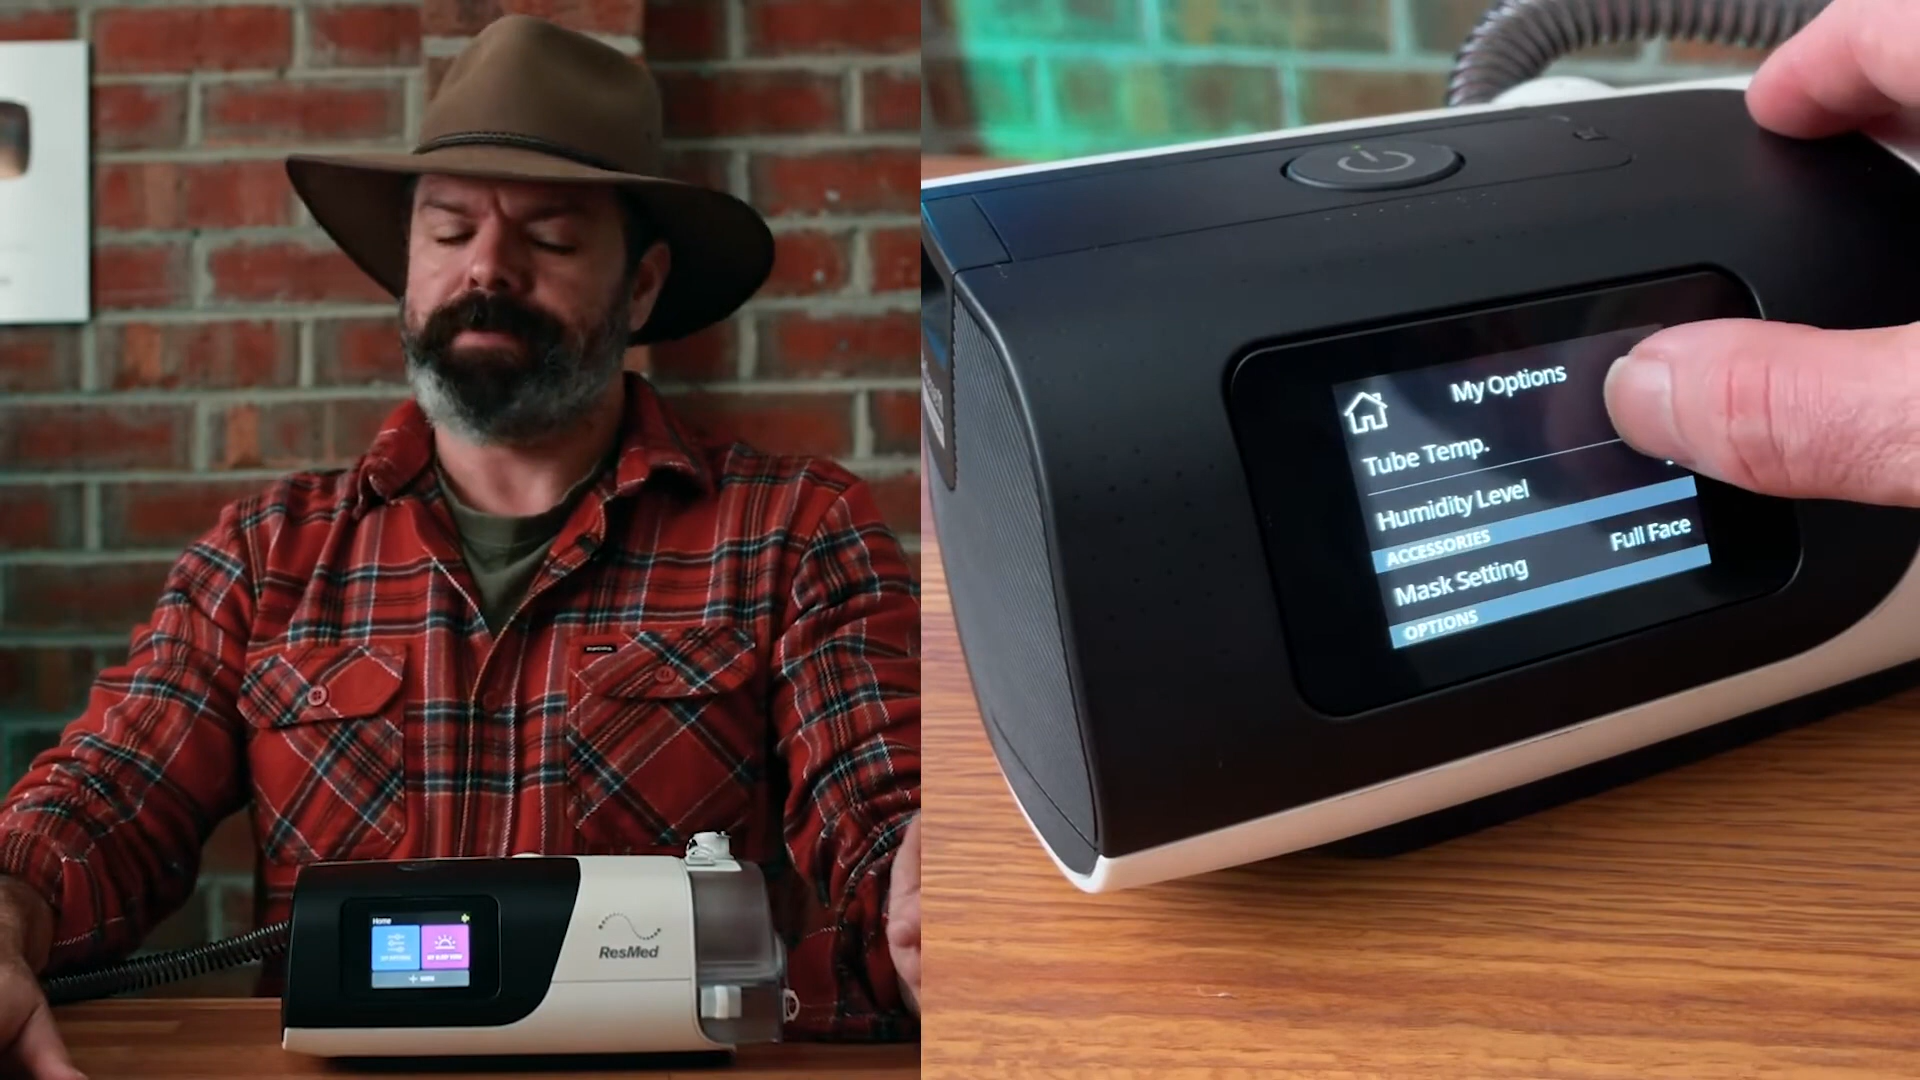 Home
ResMed
My Options
Tube Temp.
Humidity Level
ACCESSORIES
Mask Setting Full Face
OPTIONS